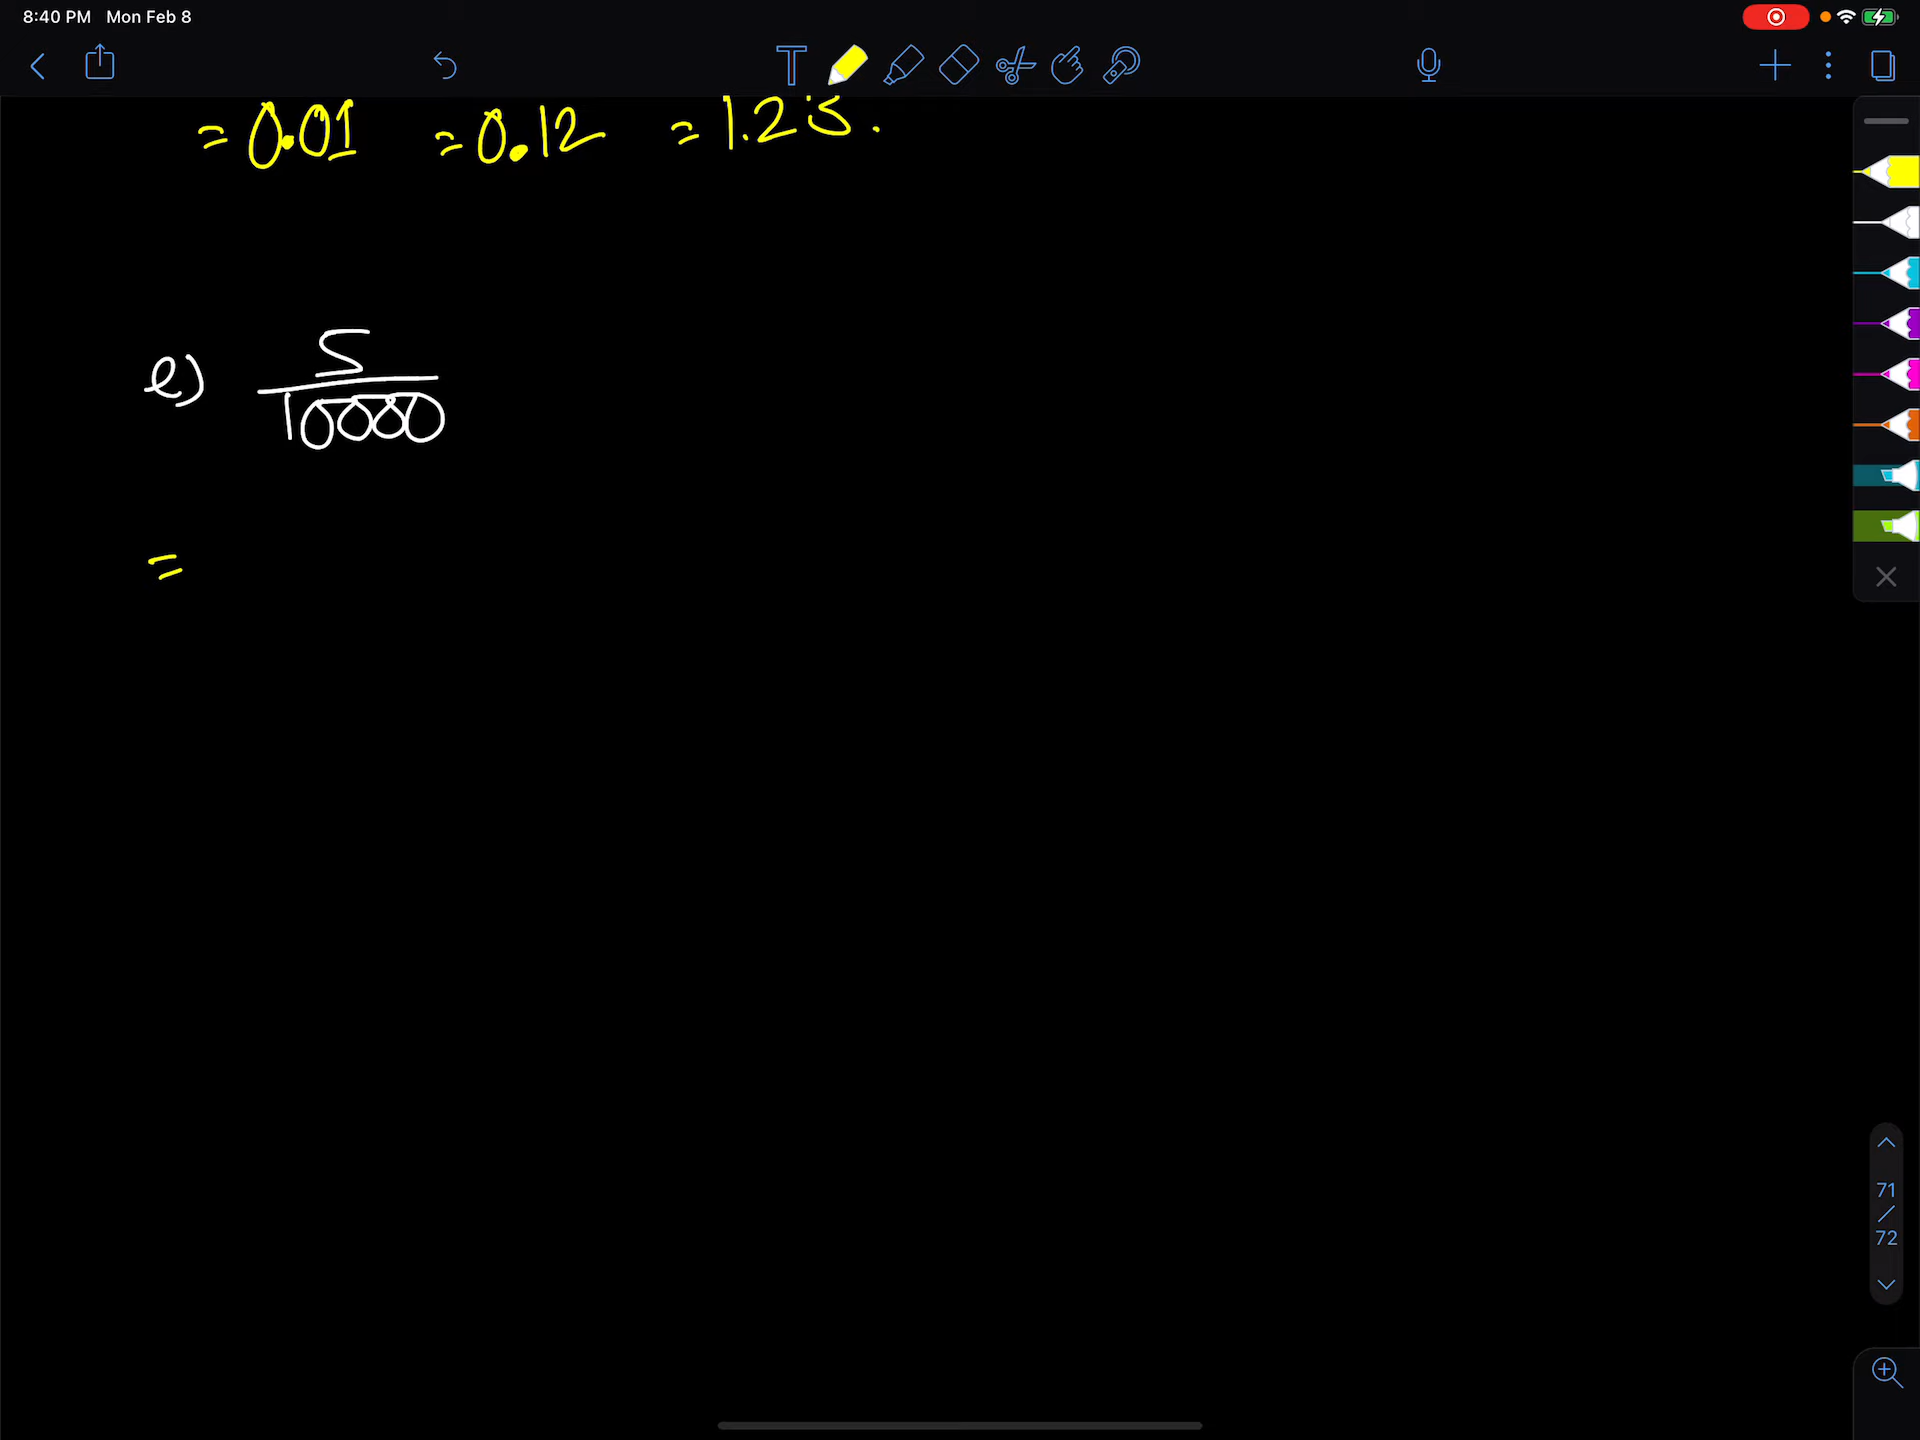 8:40 PM Mon Feb 8
T
= 0.01 = 0.12 = 1.25.
e) 5/10000
=
71
/
72